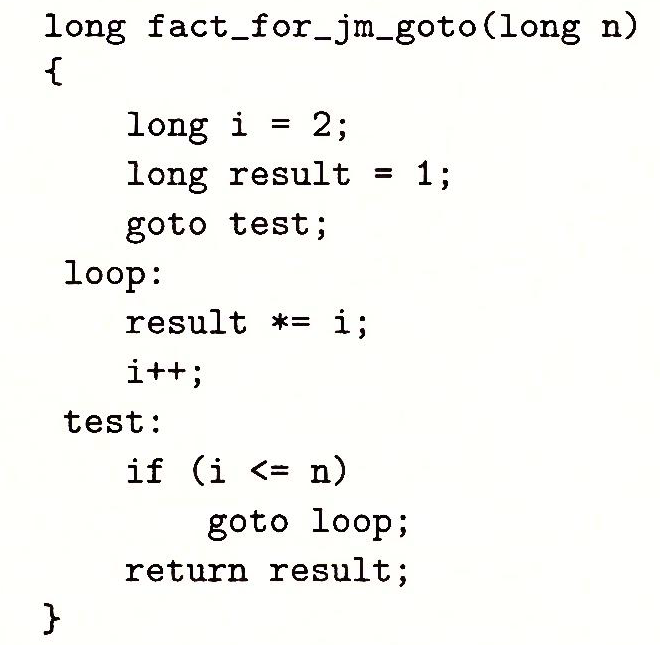 long fact_for_jm_goto(long n)
{
    long i = 2;
    long result = 1;
    goto test;
 loop:
    result *= i;
    i++;
 test:
    if (i <= n)
        goto loop;
    return result;
}